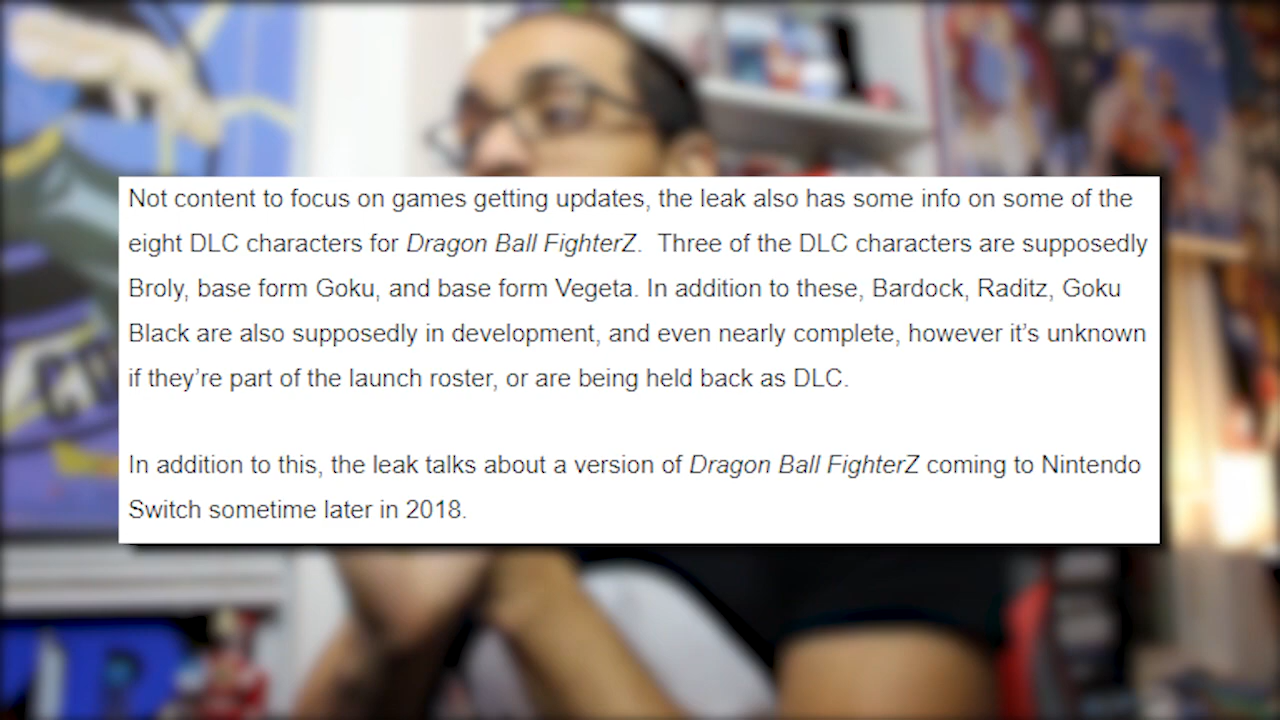 Not content to focus on games getting updates, the leak also has some info on some of the
eight DLC characters for Dragon Ball FighterZ.  Three of the DLC characters are supposedly
Broly, base form Goku, and base form Vegeta. In addition to these, Bardock, Raditz, Goku
Black are also supposedly in development, and even nearly complete, however it’s unknown
if they’re part of the launch roster, or are being held back as DLC.
In addition to this, the leak talks about a version of Dragon Ball FighterZ coming to Nintendo
Switch sometime later in 2018.